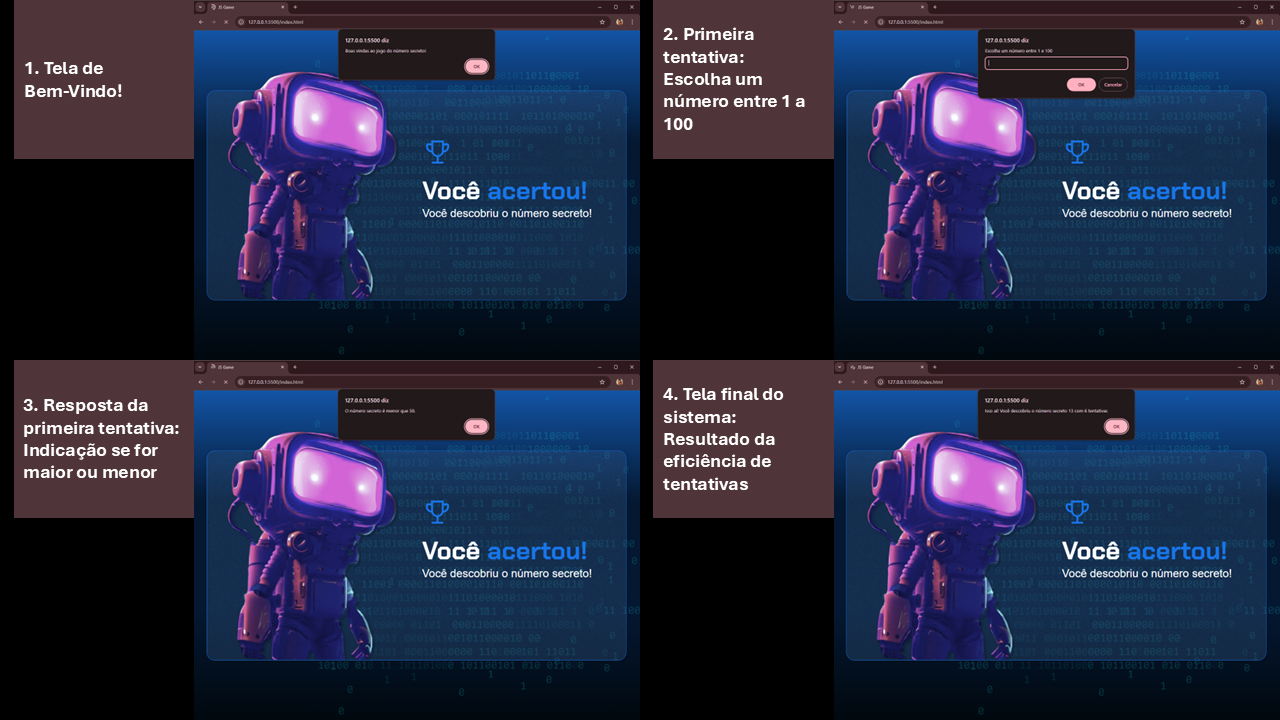 1. Tela de
Bem-Vindo!
JS Game
127.0.0.1:5500/index.html
127.0.0.1:5500 diz
Boas vindas ao jogo do número secreto!
OK
Você acertou!
Você descobriu o número secreto!
2. Primeira
tentativa:
Escolha um
número entre 1 a
100
JS Game
127.0.0.1:5500/index.html
127.0.0.1:5500 diz
Escolha um número entre 1 a 100
OK
Cancelar
Você acertou!
Você descobriu o número secreto!
3. Resposta da
primeira tentativa:
Indicação se for
maior ou menor
JS Game
127.0.0.1:5500/index.html
127.0.0.1:5500 diz
O número secreto é menor que
OK
Você acertou!
Você descobriu o número secreto!
4. Tela final do
sistema:
Resultado da
eficiência de
tentativas
JS Game
127.0.0.1:5500/index.html
127.0.0.1:5500 diz
Isso aí! Você descobriu o número secreto 13 com 6 tentativas.
OK
Você acertou!
Você descobriu o número secreto!